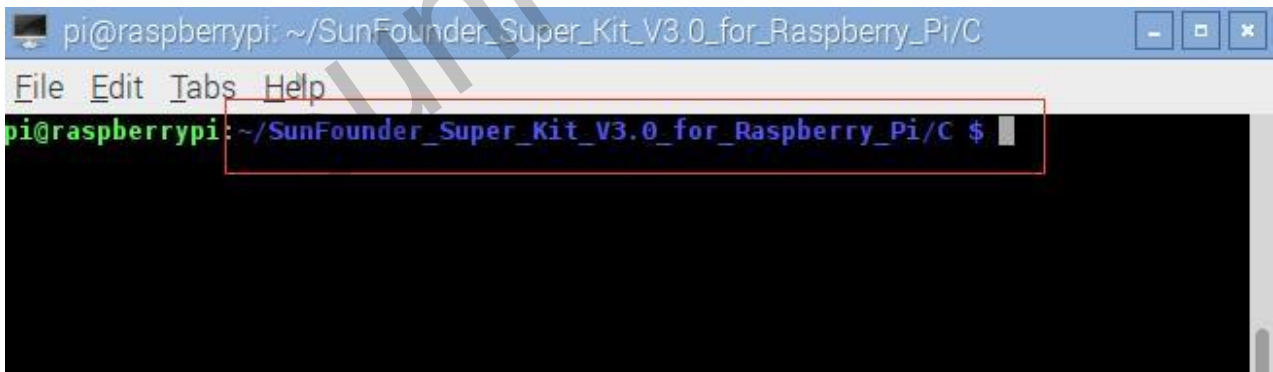 pi@raspberrypi: ~/SunFounder_Super_Kit_V3.0_for_Raspberry_Pi/C
File Edit Tabs Help
pi@raspberrypi:~/SunFounder_Super_Kit_V3.0_for_Raspberry_Pi/C $